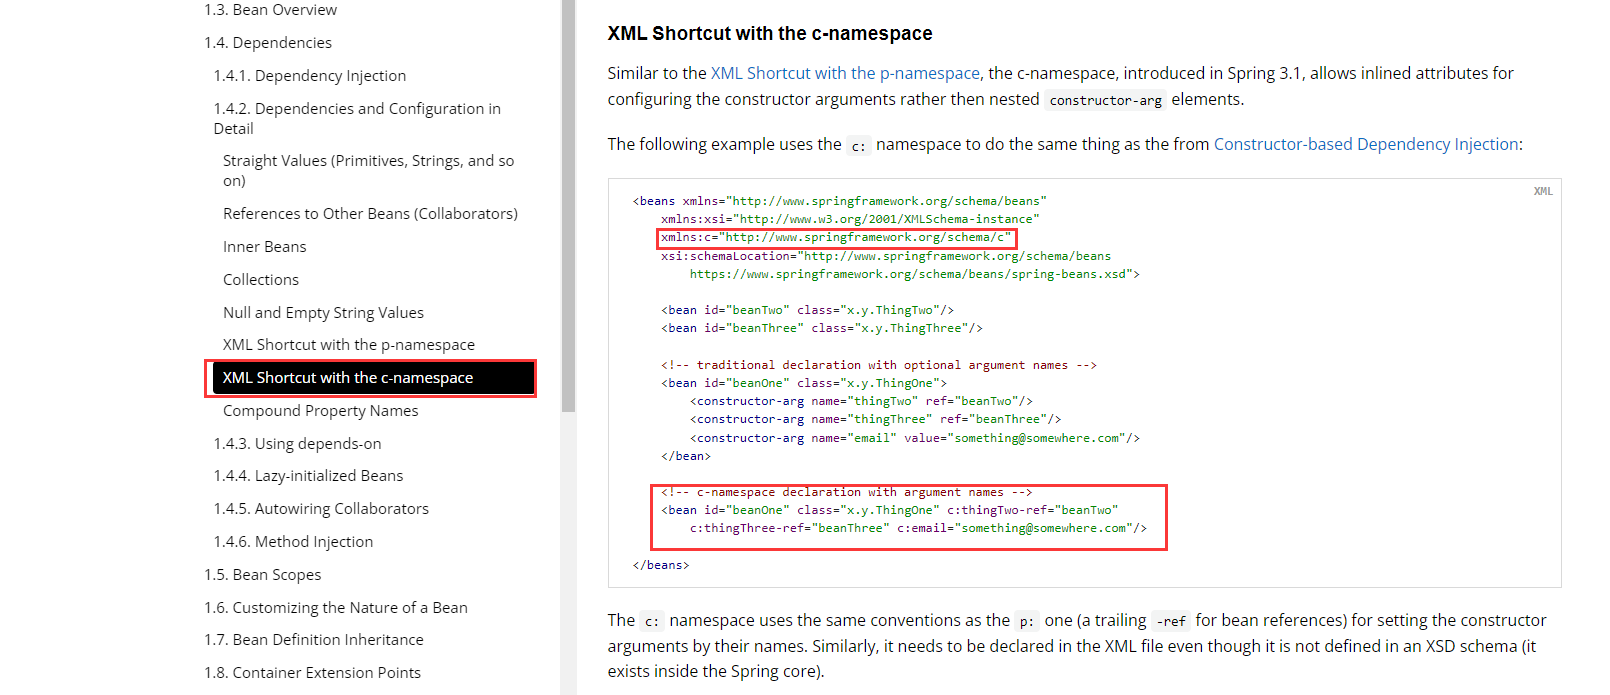 1.3. Bean Overview
1.4. Dependencies
1.4.1. Dependency Injection
1.4.2. Dependencies and Configuration in
Detail
Straight Values (Primitives, Strings, and so
on)
References to Other Beans (Collaborators)
Inner Beans
Collections
Null and Empty String Values
XML Shortcut with the p-namespace
XML Shortcut with the c-namespace
Compound Property Names
1.4.3. Using depends-on
1.4.4. Lazy-initialized Beans
1.4.5. Autowiring Collaborators
1.4.6. Method Injection
1.5. Bean Scopes
1.6. Customizing the Nature of a Bean
1.7. Bean Definition Inheritance
1.8. Container Extension Points
XML Shortcut with the c-namespace
Similar to the XML Shortcut with the p-namespace, the c-namespace, introduced in Spring 3.1, allows inlined attributes for
configuring the constructor arguments rather then nested constructor-arg elements.
The following example uses the c: namespace to do the same thing as the from Constructor-based Dependency Injection:
XML
<beans xmlns="http://www.springframework.org/schema/beans"
xmlns:xsi="http://www.w3.org/2001/XMLSchema-instance"
xmlns:c="http://www.springframework.org/schema/c"
xsi:schemaLocation="http://www.springframework.org/schema/beans
https://www.springframework.org/schema/beans/spring-beans.xsd">
<bean id="beanTwo" class="x.y.ThingTwo"/>
<bean id="beanThree" class="x.y.ThingThree"/>
<!-- traditional declaration with optional argument names -->
<bean id="beanOne" class="x.y.ThingOne">
<constructor-arg name="thingTwo" ref="beanTwo"/>
<constructor-arg name="thingThree" ref="beanThree"/>
<constructor-arg name="email" value="something@somewhere.com"/>
</bean>
<!-- c-namespace declaration with argument names -->
<bean id="beanOne" class="x.y.ThingOne" c:thingTwo-ref="beanTwo"
c:thingThree-ref="beanThree" c:email="something@somewhere.com"/>
</beans>
The c: namespace uses the same conventions as the p: one (a trailing -ref for bean references) for setting the constructor
arguments by their names. Similarly, it needs to be declared in the XML file even though it is not defined in an XSD schema (it
exists inside the Spring core).